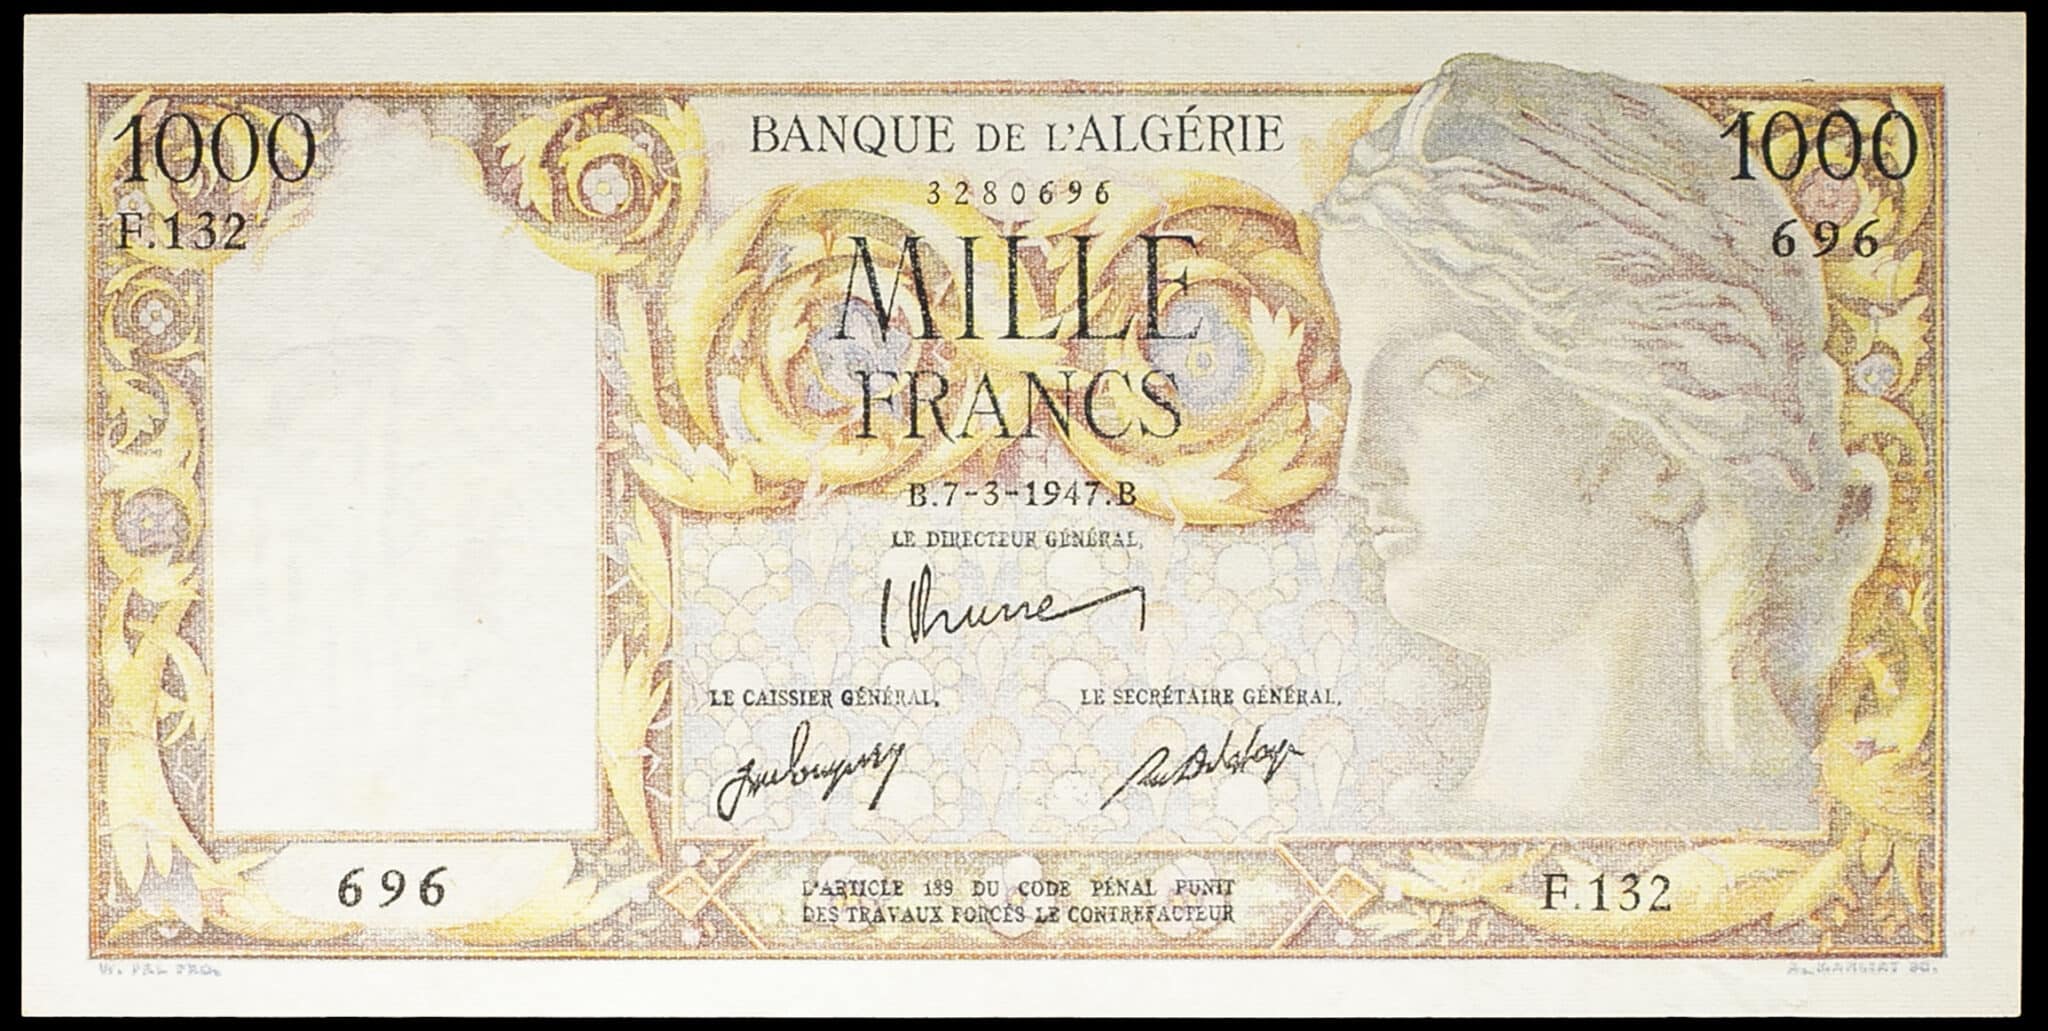 1000
BANQUE DE L'ALGÉRIE
1000
F.132
3280696
696
MILLE
FRANCS
B.7-3-1947.B
LE DIRECTEUR GÉNÉRAL,
LE CAISSIER GÉNÉRAL,
LE SECRÉTAIRE GÉNÉRAL,
696
L'ARTICLE 139 DU CODE PÉNAL PUNIT
DES TRAVAUX FORCÉS LE CONTREFACTEUR
F.132